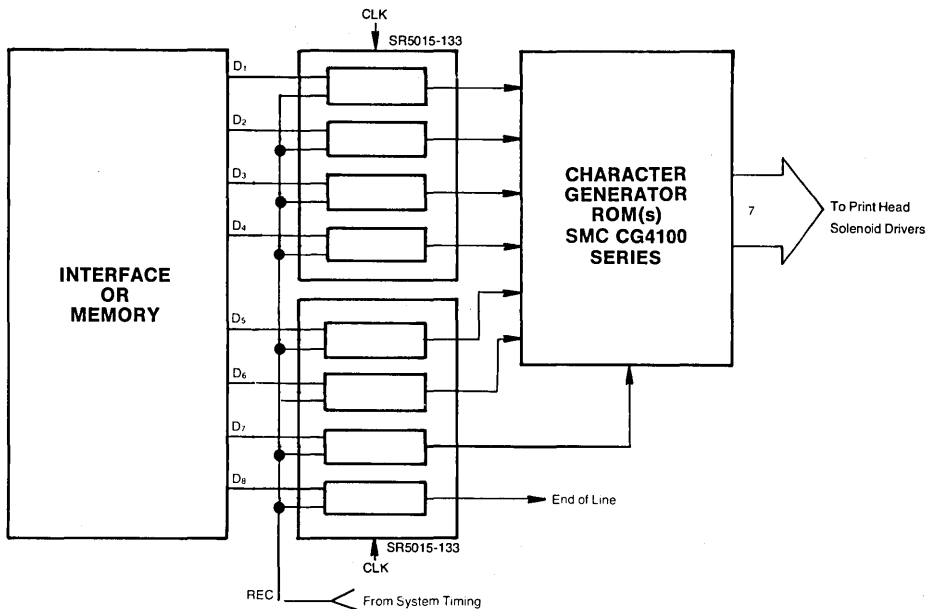 CLK
SR5015-133
D1
D2
D3
D4
D5
D6
D7
D8
INTERFACE
OR
MEMORY
CHARACTER
GENERATOR
ROM(s)
SMC CG4100
SERIES
7
To Print Head
Solenoid Drivers
End of Line
SR5015-133
CLK
REC
From System Timing